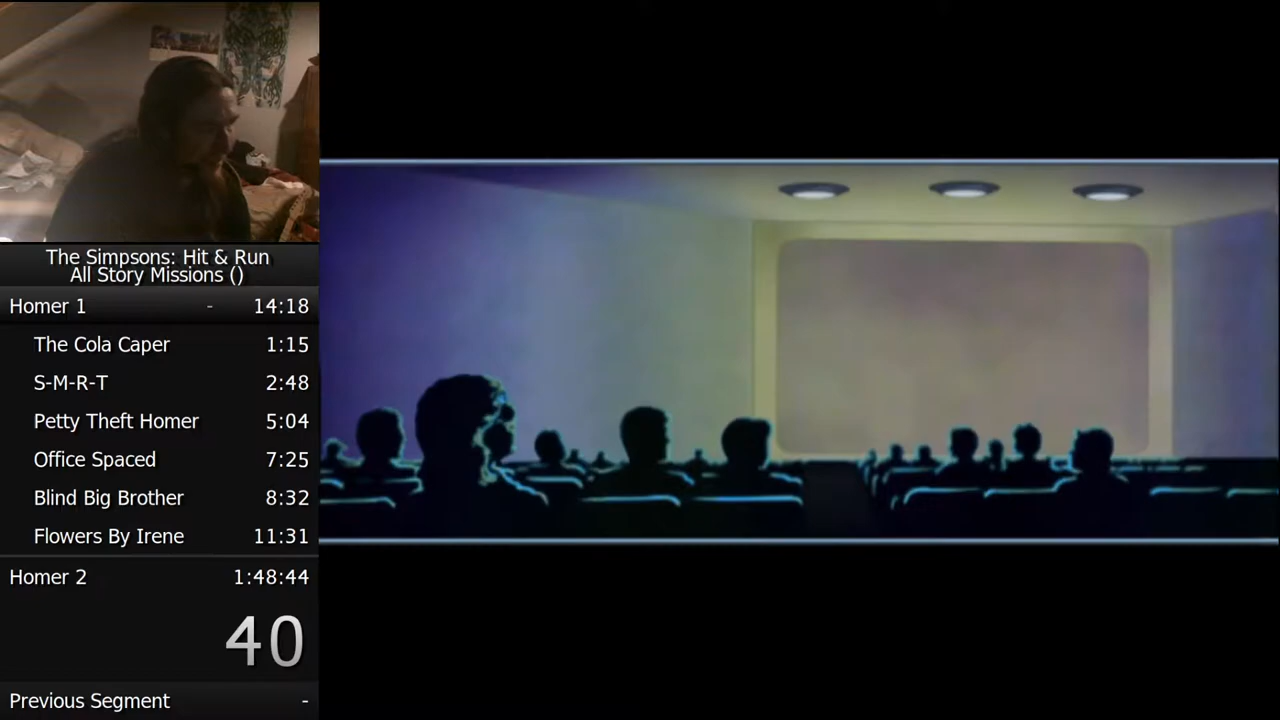 The Simpsons: Hit & Run
All Story Missions ()
Homer 1 - 14:18
The Cola Caper 1:15
S-M-R-T 2:48
Petty Theft Homer 5:04
Office Spaced 7:25
Blind Big Brother 8:32
Flowers By Irene 11:31
Homer 2 1:48:44
40
Previous Segment -